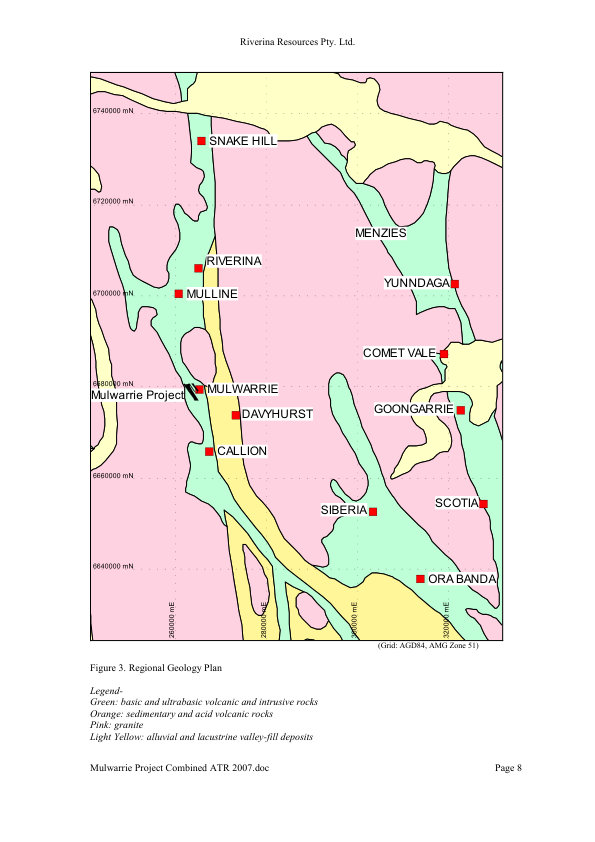 Riverina Resources Pty. Ltd.
6740000 mN
SNAKE HILL
6720000 mN
MENZIES
RIVERINA
YUNNDAGA
6700000 mN
MULLINE
COMET VALE
6680000 mN
MULWARRIE
Mulwarrie Project
GOONGARRIE
DAVYHURST
CALLION
6660000 mN
SCOTIA
SIBERIA
6640000 mN
ORA BANDA
260000 mE
280000 mE
300000 mE
320000 mE
(Grid: AGD84, AMG Zone 51)
Figure 3. Regional Geology Plan
Legend-
Green: basic and ultrabasic volcanic and intrusive rocks
Orange: sedimentary and acid volcanic rocks
Pink: granite
Light Yellow: alluvial and lacustrine valley-fill deposits
Mulwarrie Project Combined ATR 2007.doc Page 8